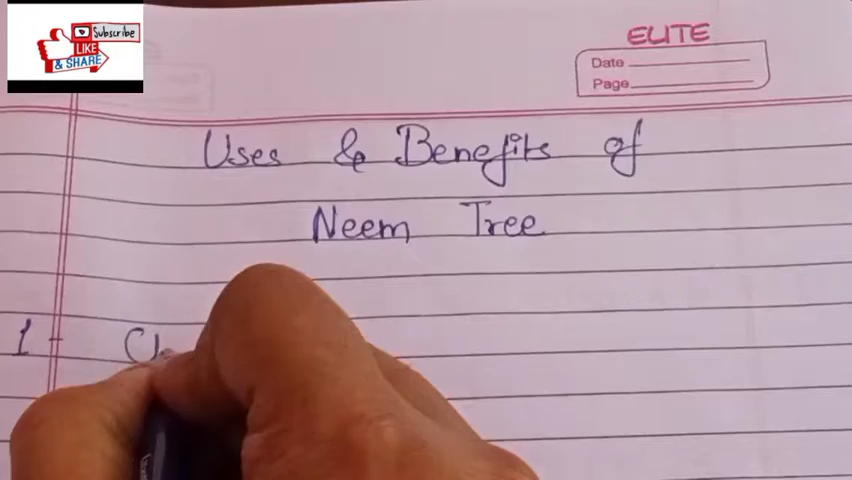 Subscribe
LIKE
& SHARE
ELITE
Date
Page
Uses & Benefits of
Neem Tree
1